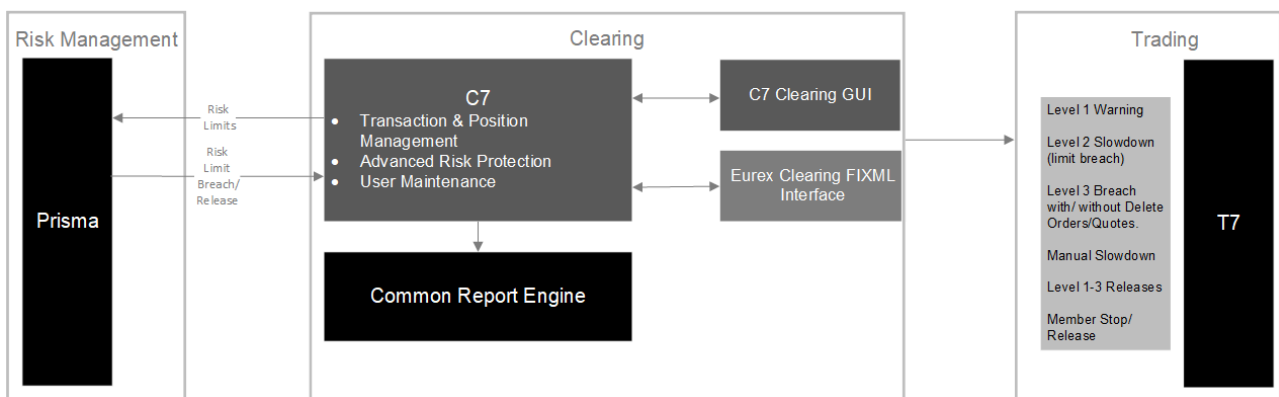 Risk Management
Prisma
Risk
Limits
Risk
Limit
Breach/
Release
Clearing
C7
• Transaction & Position
Management
• Advanced Risk Protection
• User Maintenance
Common Report Engine
C7 Clearing GUI
Eurex Clearing FIXML
Interface
Trading
Level 1 Warning
Level 2 Slowdown
(limit breach)
Level 3 Breach
with/ without Delete
Orders/Quotes.
Manual Slowdown
Level 1-3 Releases
Member Stop/
Release
T7